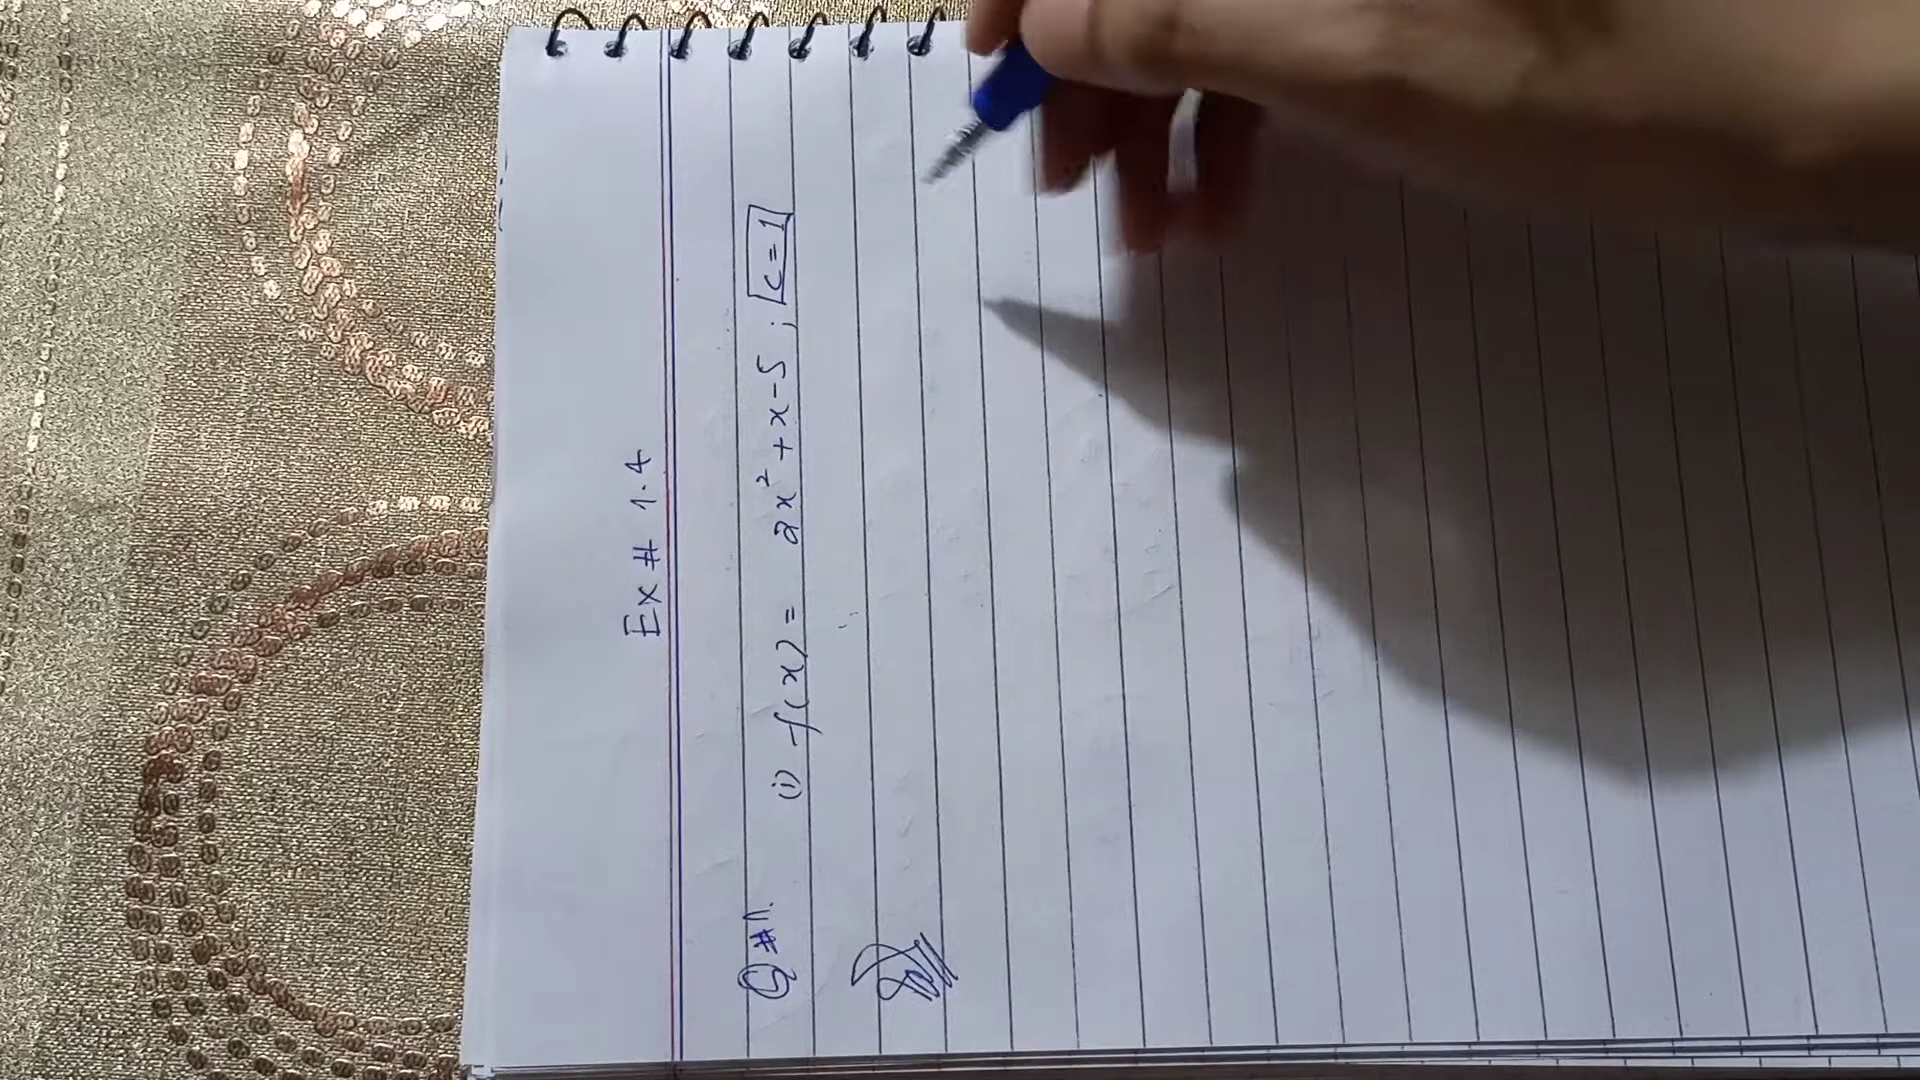 Ex # 1.4
Q#1. (i) f(x) = 2x² + x - 5 ; c = 1
Sol